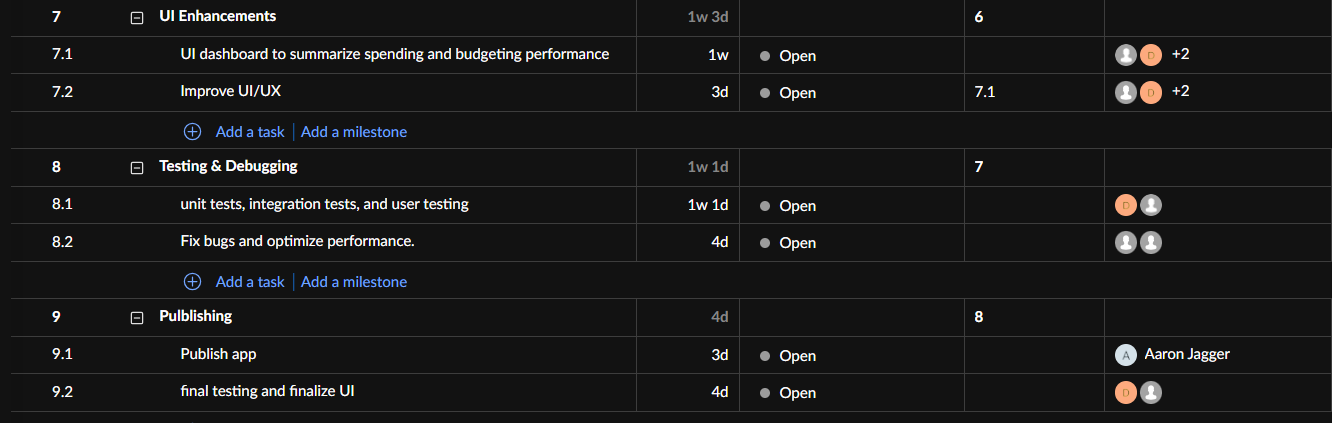 7 UI Enhancements 1w 3d 6
7.1 UI dashboard to summarize spending and budgeting performance 1w Open D +2
7.2 Improve UI/UX 3d Open 7.1 D +2
Add a task Add a milestone
8 Testing & Debugging 1w 1d 7
8.1 unit tests, integration tests, and user testing 1w 1d Open D
8.2 Fix bugs and optimize performance. 4d Open
Add a task Add a milestone
9 Pulblishing 4d 8
9.1 Publish app 3d Open A Aaron Jagger
9.2 final testing and finalize UI 4d Open D